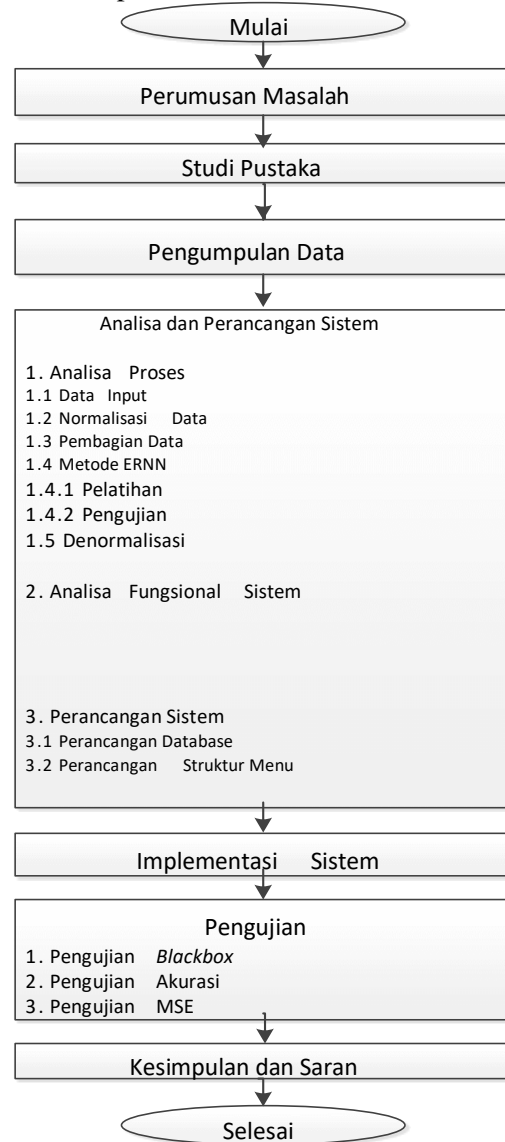 Mulai
Perumusan Masalah
Studi Pustaka
Pengumpulan Data
Analisa dan Perancangan Sistem
1. Analisa Proses
1.1 Data Input
1.2 Normalisasi Data
1.3 Pembagian Data
1.4 Metode ERNN
1.4.1 Pelatihan
1.4.2 Pengujian
1.5 Denormalisasi
2. Analisa Fungsional Sistem
3. Perancangan Sistem
3.1 Perancangan Database
3.2 Perancangan Struktur Menu
Implementasi Sistem
Pengujian
1. Pengujian Blackbox
2. Pengujian Akurasi
3. Pengujian MSE
Kesimpulan dan Saran
Selesai